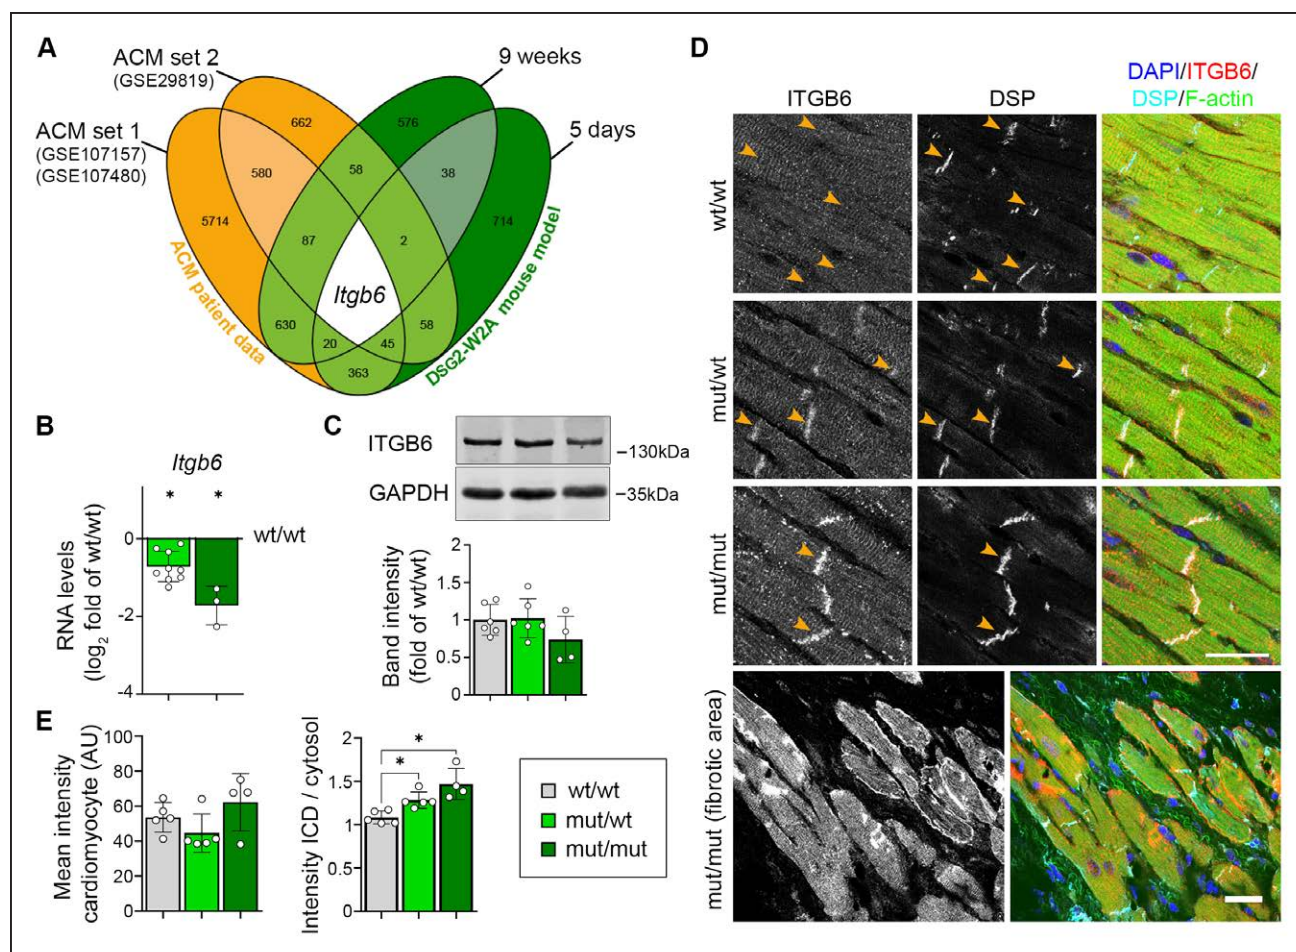 A
ACM set 2
(GSE29819)
9 weeks
ACM set 1
(GSE107157)
(GSE107480)
5 days
662
576
580
58
38
5714
87
2
714
Itgb6
630
58
20
45
363
ACM patient data
DSG2-W2A mouse model
B
Itgb6
* *
wt/wt
RNA levels
(log2 fold of wt/wt)
0
-2
-4
C
ITGB6
–130kDa
GAPDH
–35kDa
Band intensity
(fold of wt/wt)
2
1.5
1
0.5
0
D
ITGB6
DSP
DAPI/ITGB6/
DSP/F-actin
wt/wt
mut/wt
mut/mut
mut/mut (fibrotic area)
E
Mean intensity
cardiomyocyte (AU)
100
80
60
40
20
0
Intensity ICD / cytosol
2
1.5
1
0.5
0
*
*
wt/wt
mut/wt
mut/mut